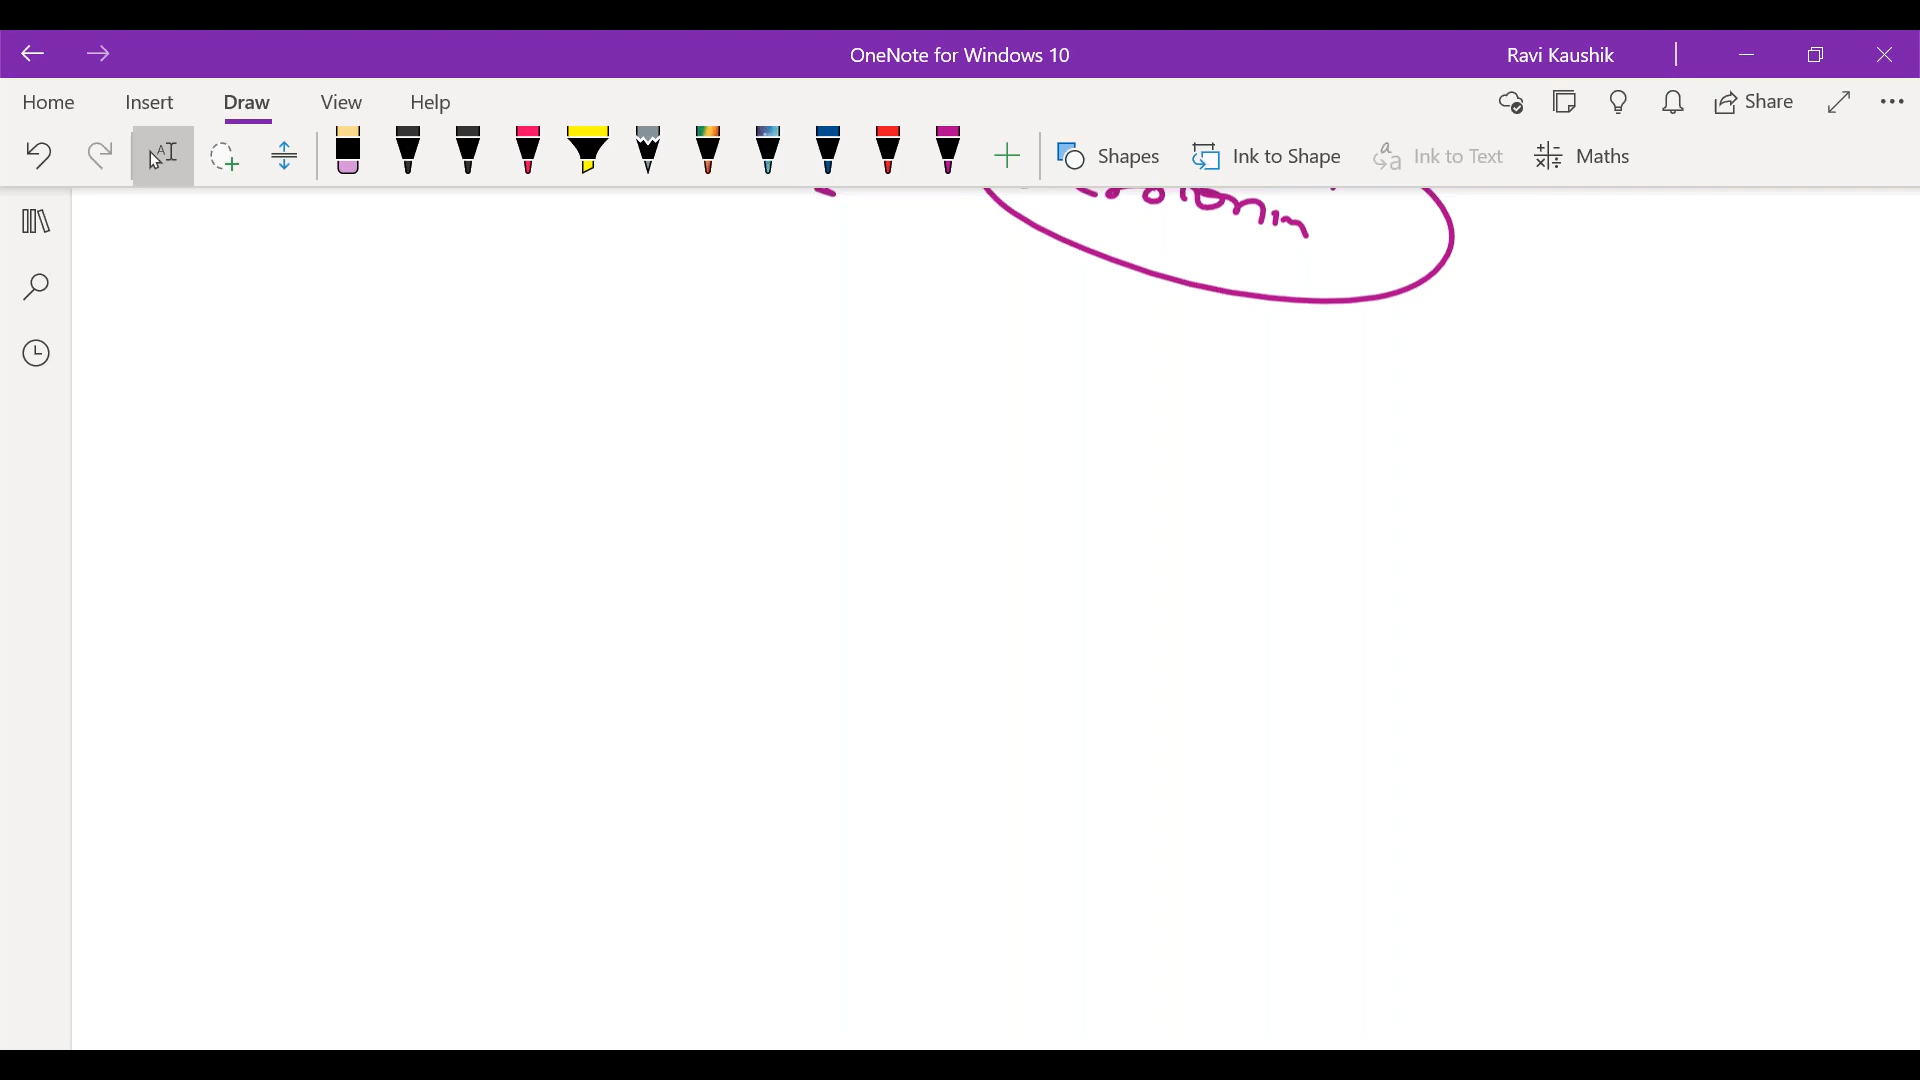 OneNote for Windows 10
Ravi Kaushik
Home Insert Draw View Help
Share
Shapes Ink to Shape Ink to Text Maths